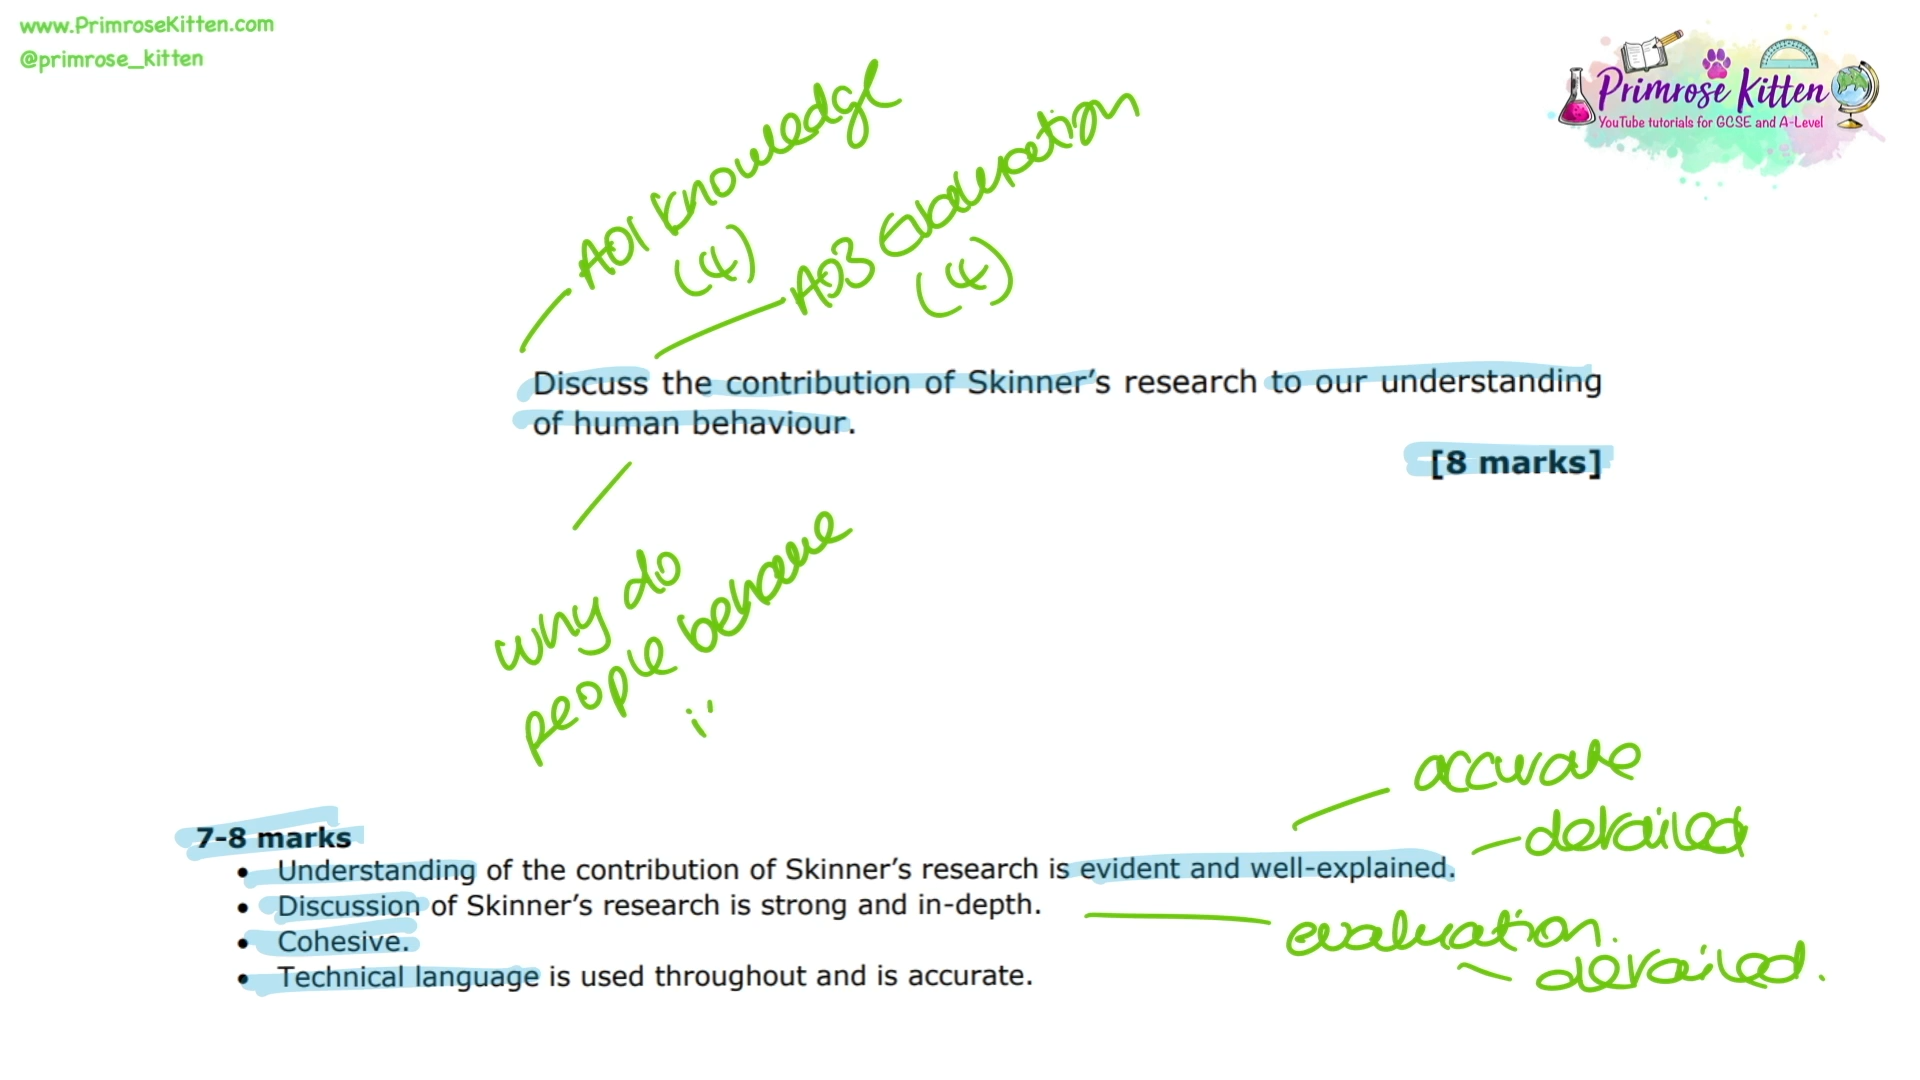 www.PrimroseKitten.com
@primrose_kitten
Primrose Kitten
YouTube tutorials for GCSE and A-Level
AO1 Knowledge
(4)
AO3 Evaluation
(4)
Discuss the contribution of Skinner's research to our understanding
of human behaviour.
[8 marks]
why do
people behave
i'
7-8 marks
• Understanding of the contribution of Skinner's research is evident and well-explained.
• Discussion of Skinner's research is strong and in-depth.
• Cohesive.
• Technical language is used throughout and is accurate.
accurate
detailed
evaluation.
detailed.